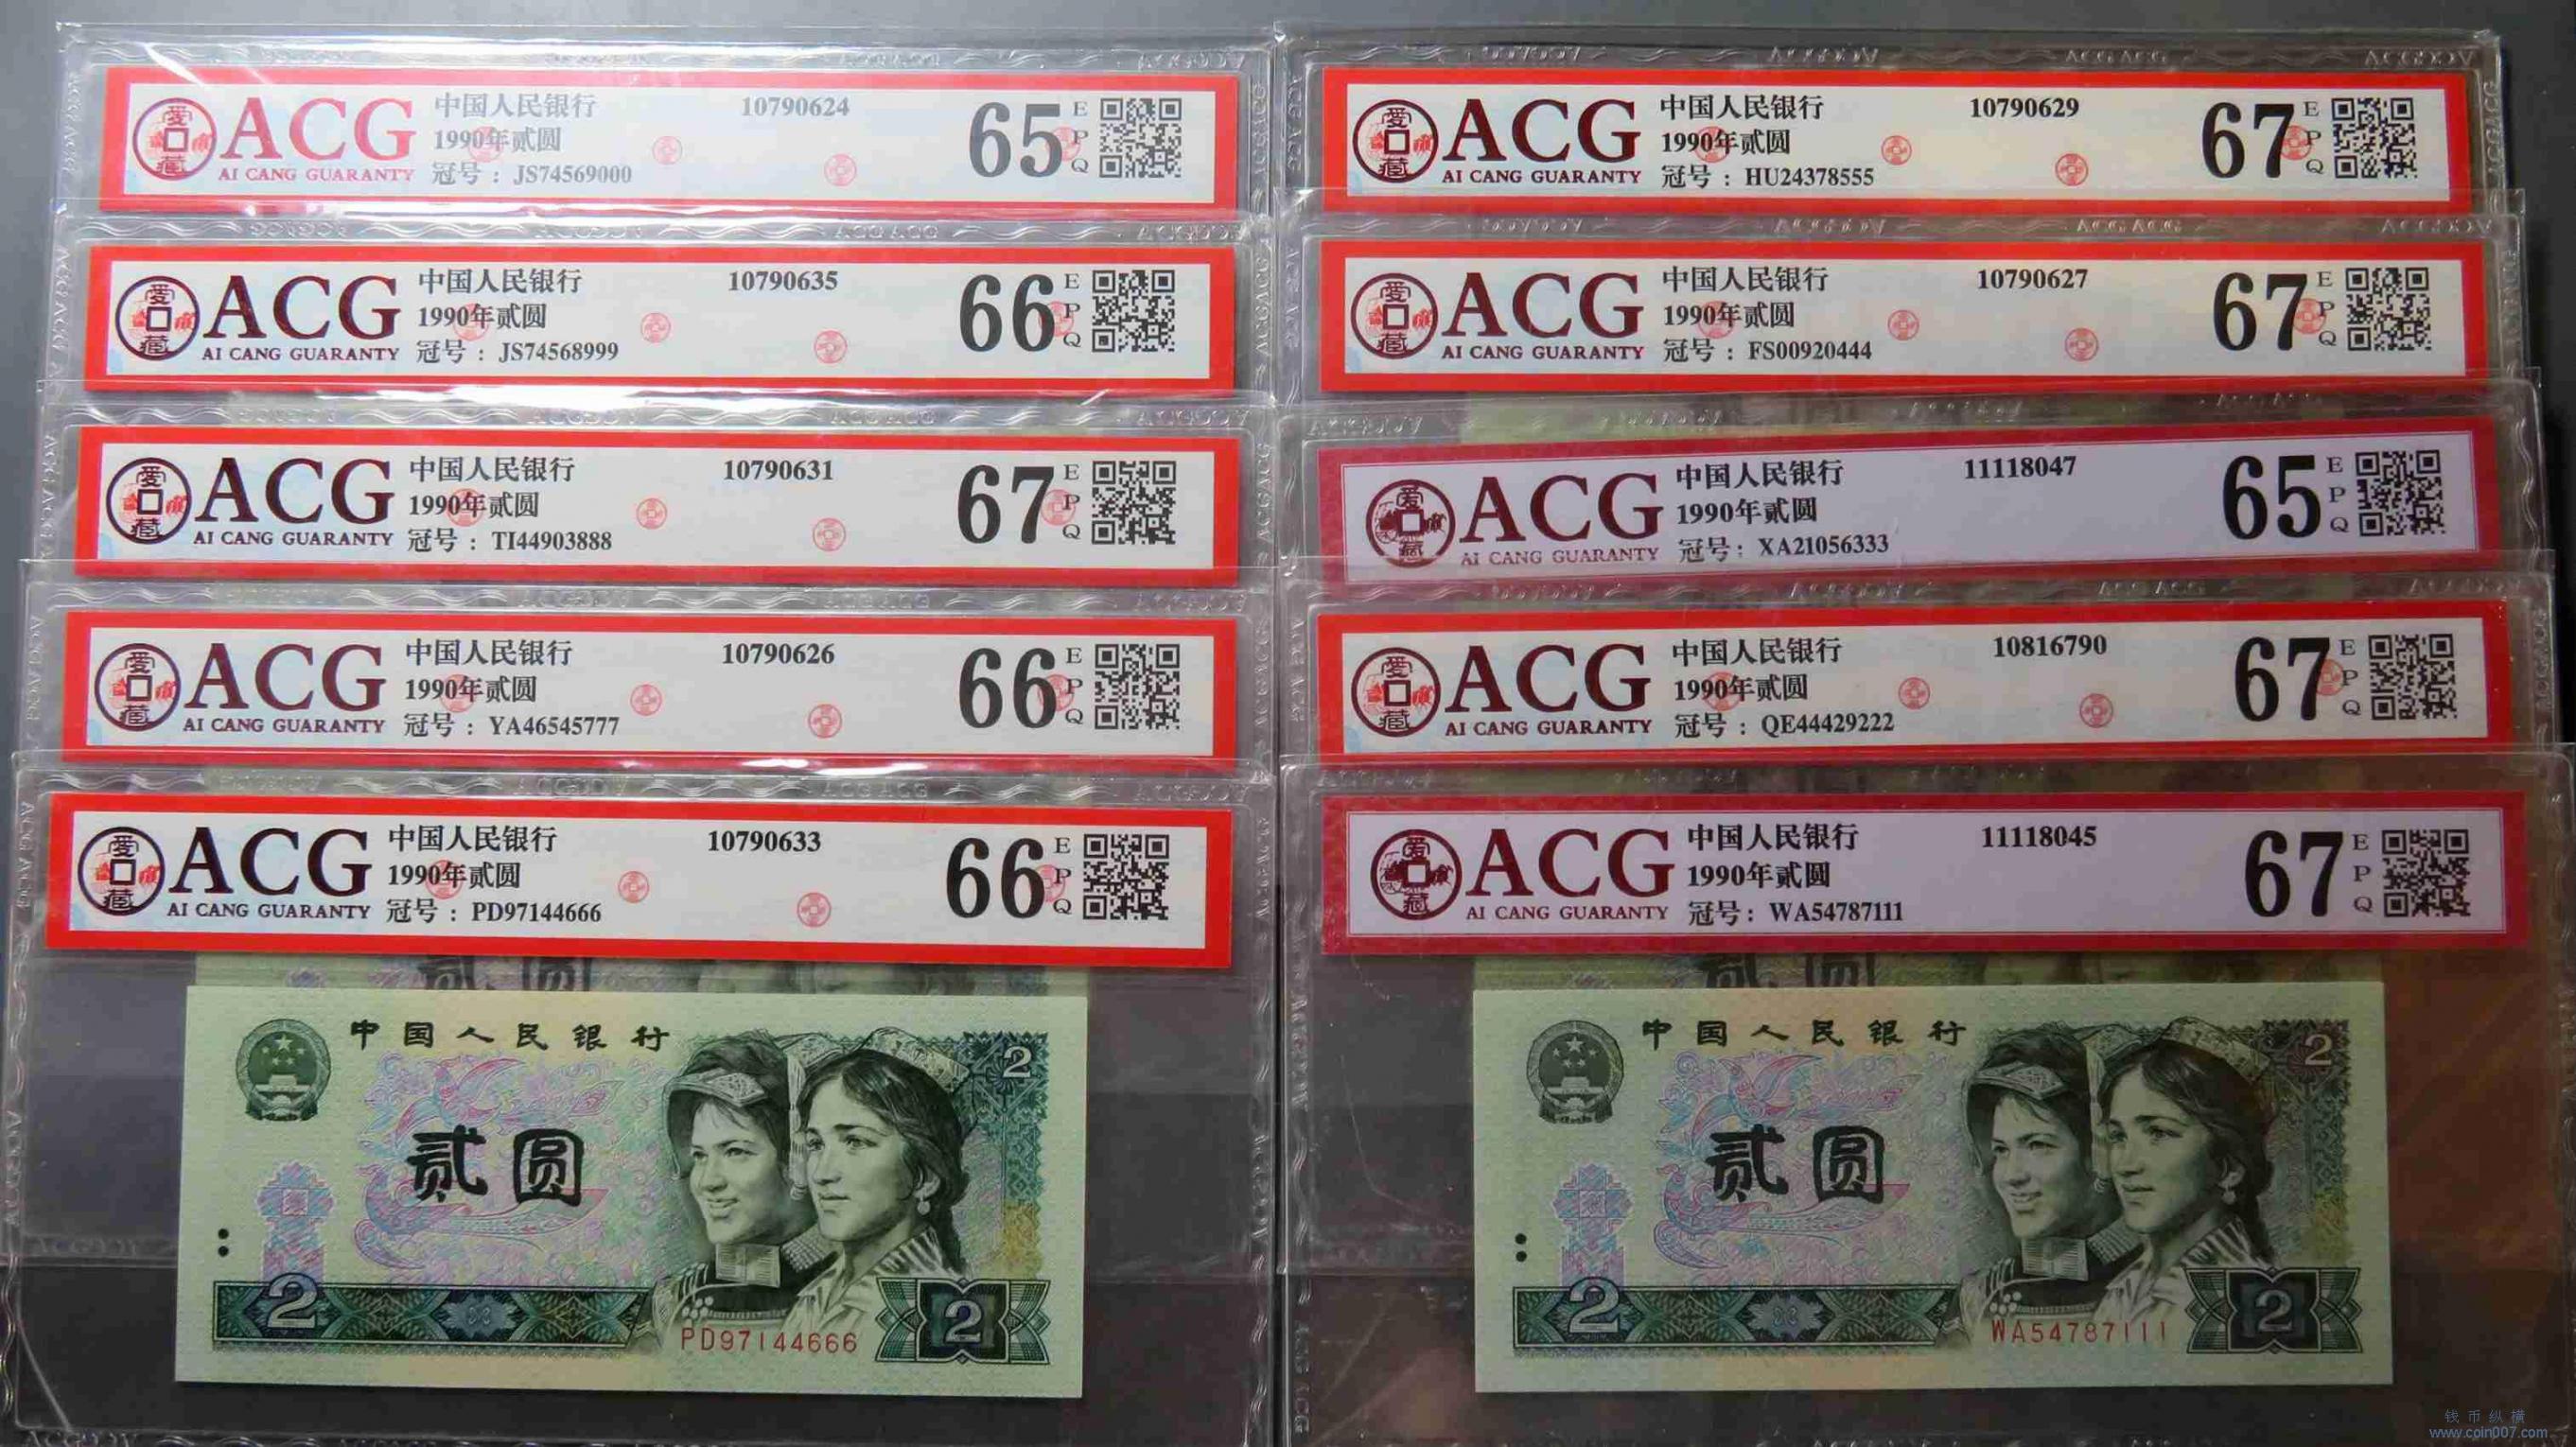 ACG
AI CANG GUARANTY
中国人民银行
1990年贰圆
冠号：JS74569000
10790624
65
EPQ
ACG
AI CANG GUARANTY
中国人民银行
1990年贰圆
冠号：JS74568999
10790635
66
EPQ
ACG
AI CANG GUARANTY
中国人民银行
1990年贰圆
冠号：TI44903888
10790631
67
EPQ
ACG
AI CANG GUARANTY
中国人民银行
1990年贰圆
冠号：YA46545777
10790626
66
EPQ
愛藏
ACG
AI CANG GUARANTY
中国人民银行
1990年贰圆
冠号：PD97144666
10790633
66
EPQ
中国人民银行
2
贰圆
2
PD97144666
2
ACG
AI CANG GUARANTY
中国人民银行
1990年贰圆
冠号：HU24378555
10790629
67
EPQ
ACG
AI CANG GUARANTY
中国人民银行
1990年贰圆
冠号：FS00920444
10790627
67
EPQ
ACG
AI CANG GUARANTY
中国人民银行
1990年贰圆
冠号：XA21056333
11118047
65
EPQ
ACG
AI CANG GUARANTY
中国人民银行
1990年贰圆
冠号：QE44429222
10816790
67
EPQ
愛藏
ACG
AI CANG GUARANTY
中国人民银行
1990年贰圆
冠号：WA54787111
11118045
67
EPQ
中国人民银行
2
贰圆
2
WA54787111
2
钱币纵横
www.coin007.com